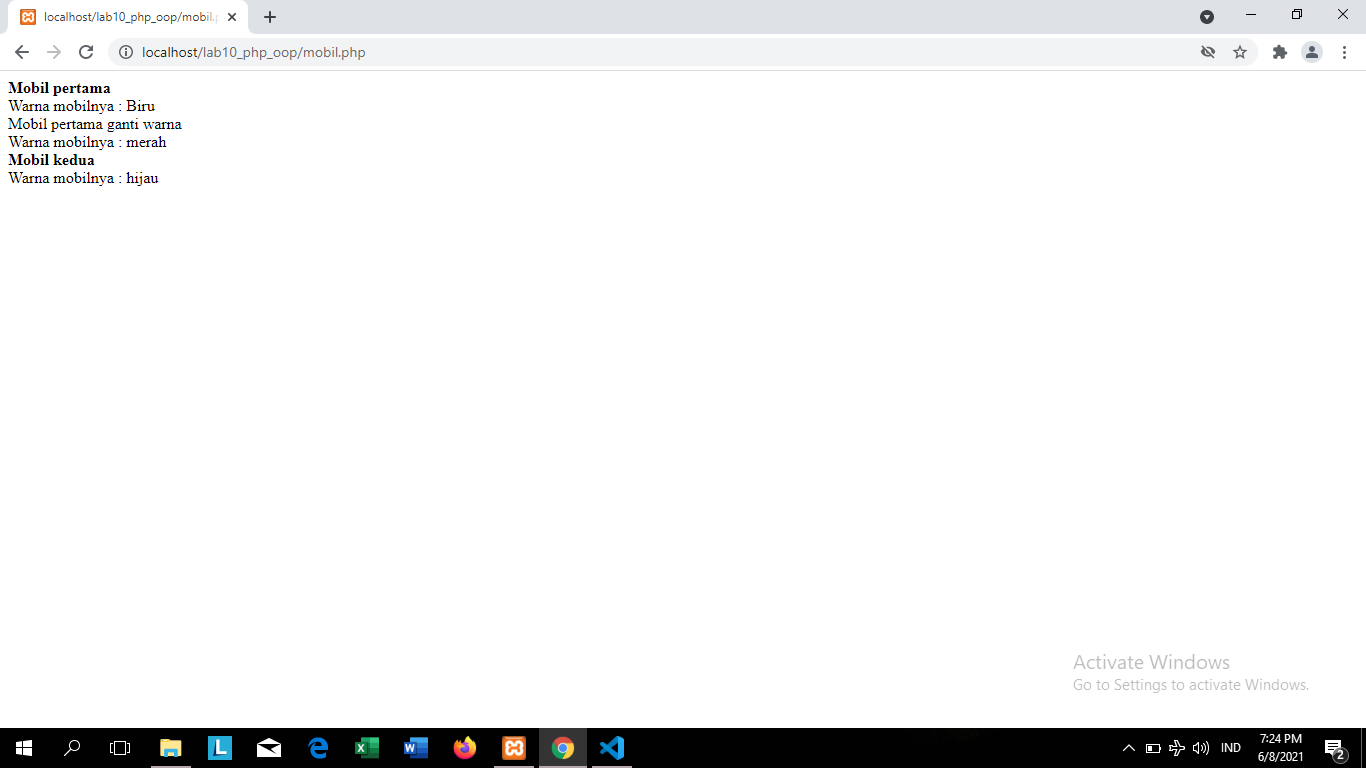 localhost/lab10_php_oop/mobil.p
localhost/lab10_php_oop/mobil.php
Mobil pertama
Warna mobilnya : Biru
Mobil pertama ganti warna
Warna mobilnya : merah
Mobil kedua
Warna mobilnya : hijau
Activate Windows
Go to Settings to activate Windows.
L
IND
7:24 PM
6/8/2021
2